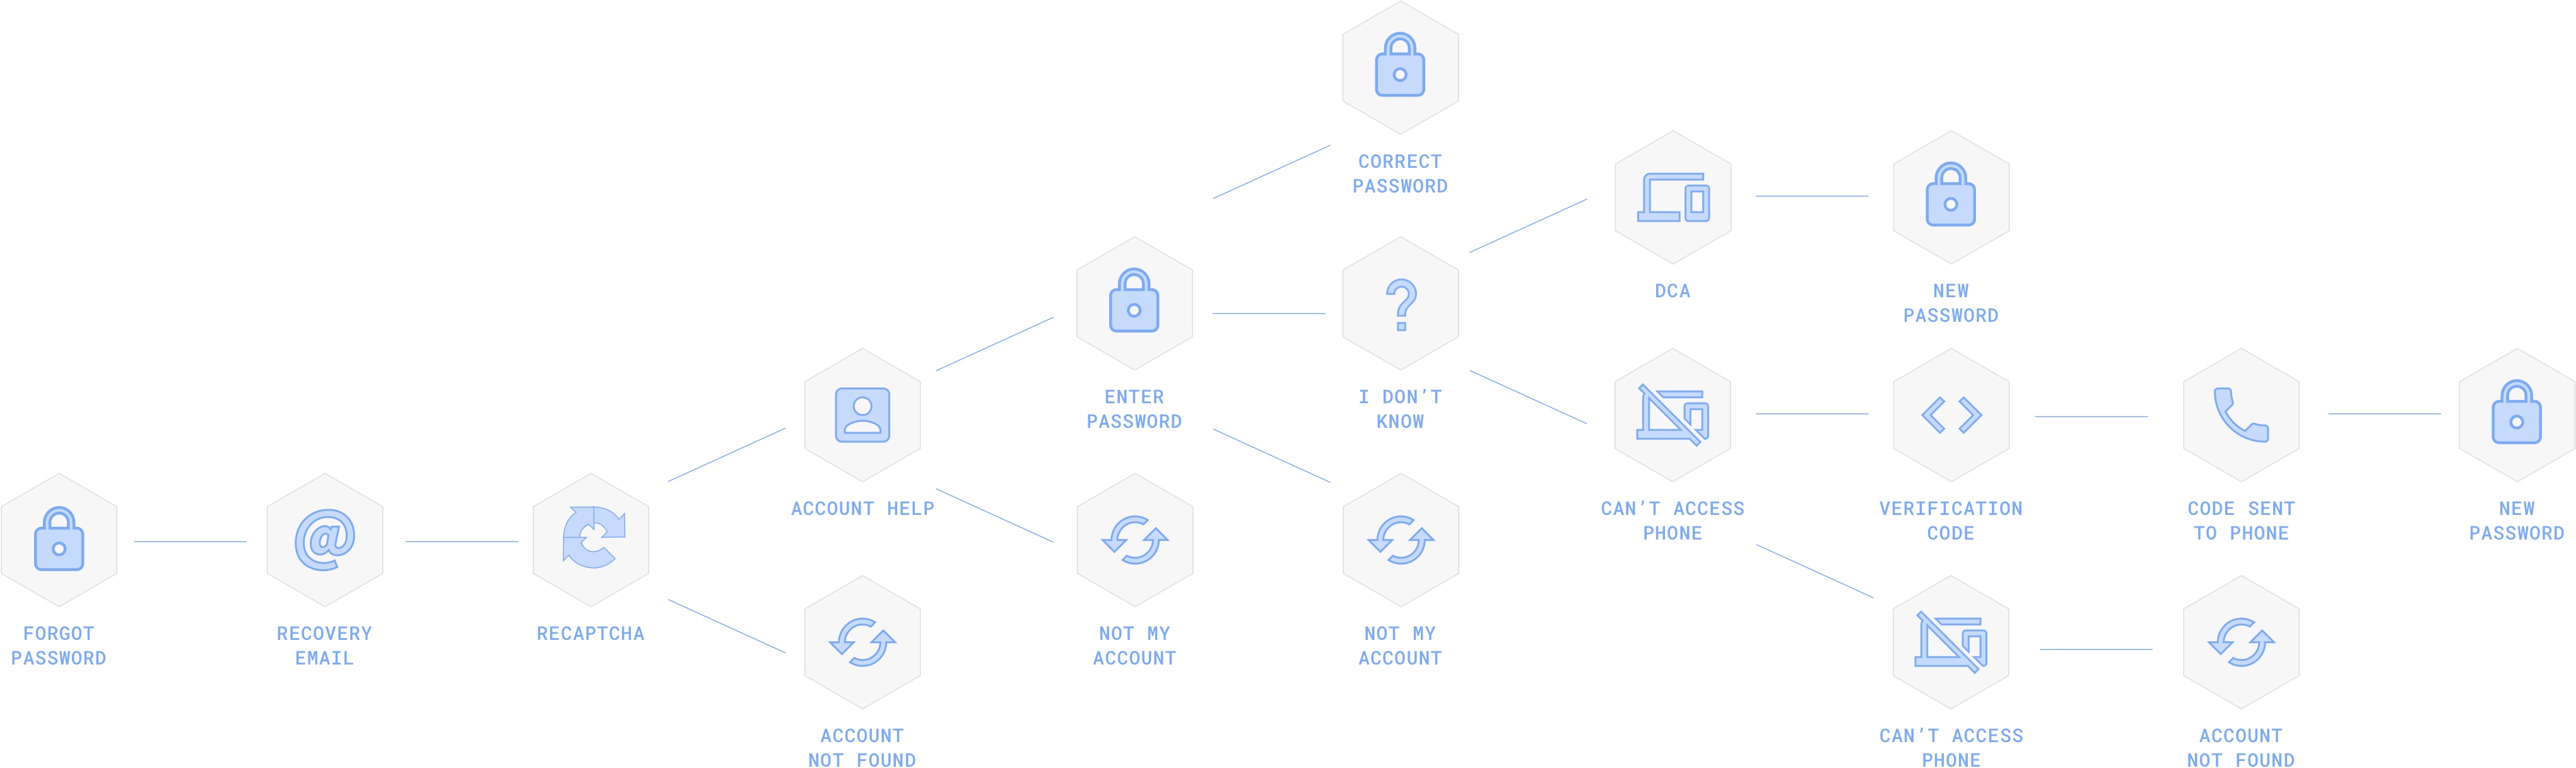 CORRECT
PASSWORD
DCA
NEW
PASSWORD
ENTER
PASSWORD
I DON’T
KNOW
ACCOUNT HELP
CAN’T ACCESS
PHONE
VERIFICATION
CODE
CODE SENT
TO PHONE
NEW
PASSWORD
FORGOT
PASSWORD
@
RECOVERY
EMAIL
RECAPTCHA
NOT MY
ACCOUNT
NOT MY
ACCOUNT
ACCOUNT
NOT FOUND
CAN’T ACCESS
PHONE
ACCOUNT
NOT FOUND